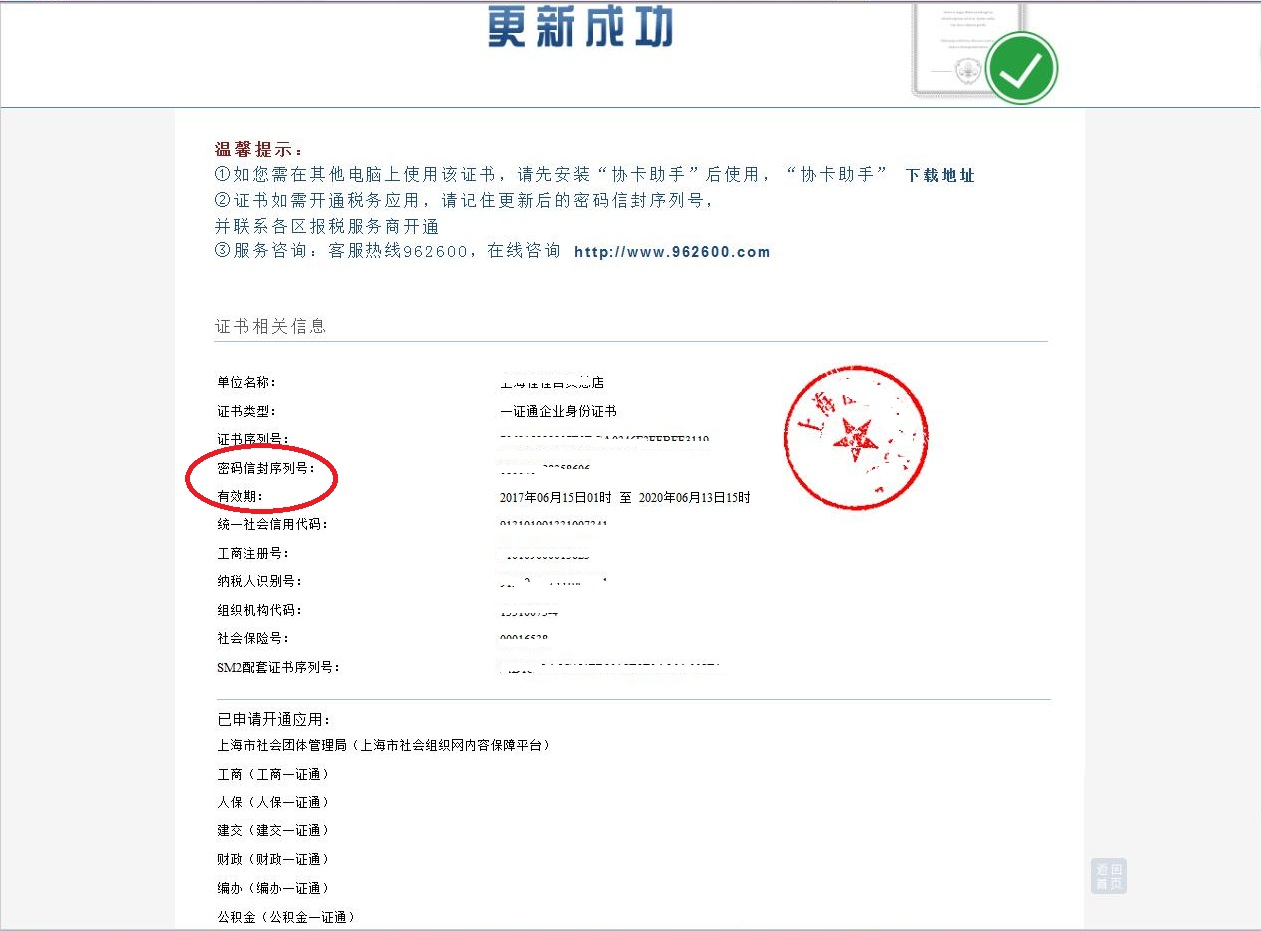 更新成功
温馨提示：
①如您需在其他电脑上使用该证书，请先安装“协卡助手”后使用，“协卡助手” 下载地址
②证书如需开通税务应用，请记住更新后的密码信封序列号，
并联系各区报税服务商开通
③服务咨询：客服热线962600，在线咨询 http://www.962600.com
证书相关信息
单位名称：
证书类型： 一证通企业身份证书
证书序列号：
密码信封序列号：
有效期： 2017年06月15日01时 至 2020年06月13日15时
统一社会信用代码：
工商注册号：
纳税人识别号：
组织机构代码：
社会保险号：
SM2配套证书序列号：
上海
已申请开通应用：
上海市社会团体管理局（上海市社会组织网内容保障平台）
工商（工商一证通）
人保（人保一证通）
建交（建交一证通）
财政（财政一证通）
编办（编办一证通）
公积金（公积金一证通）
返回
首页